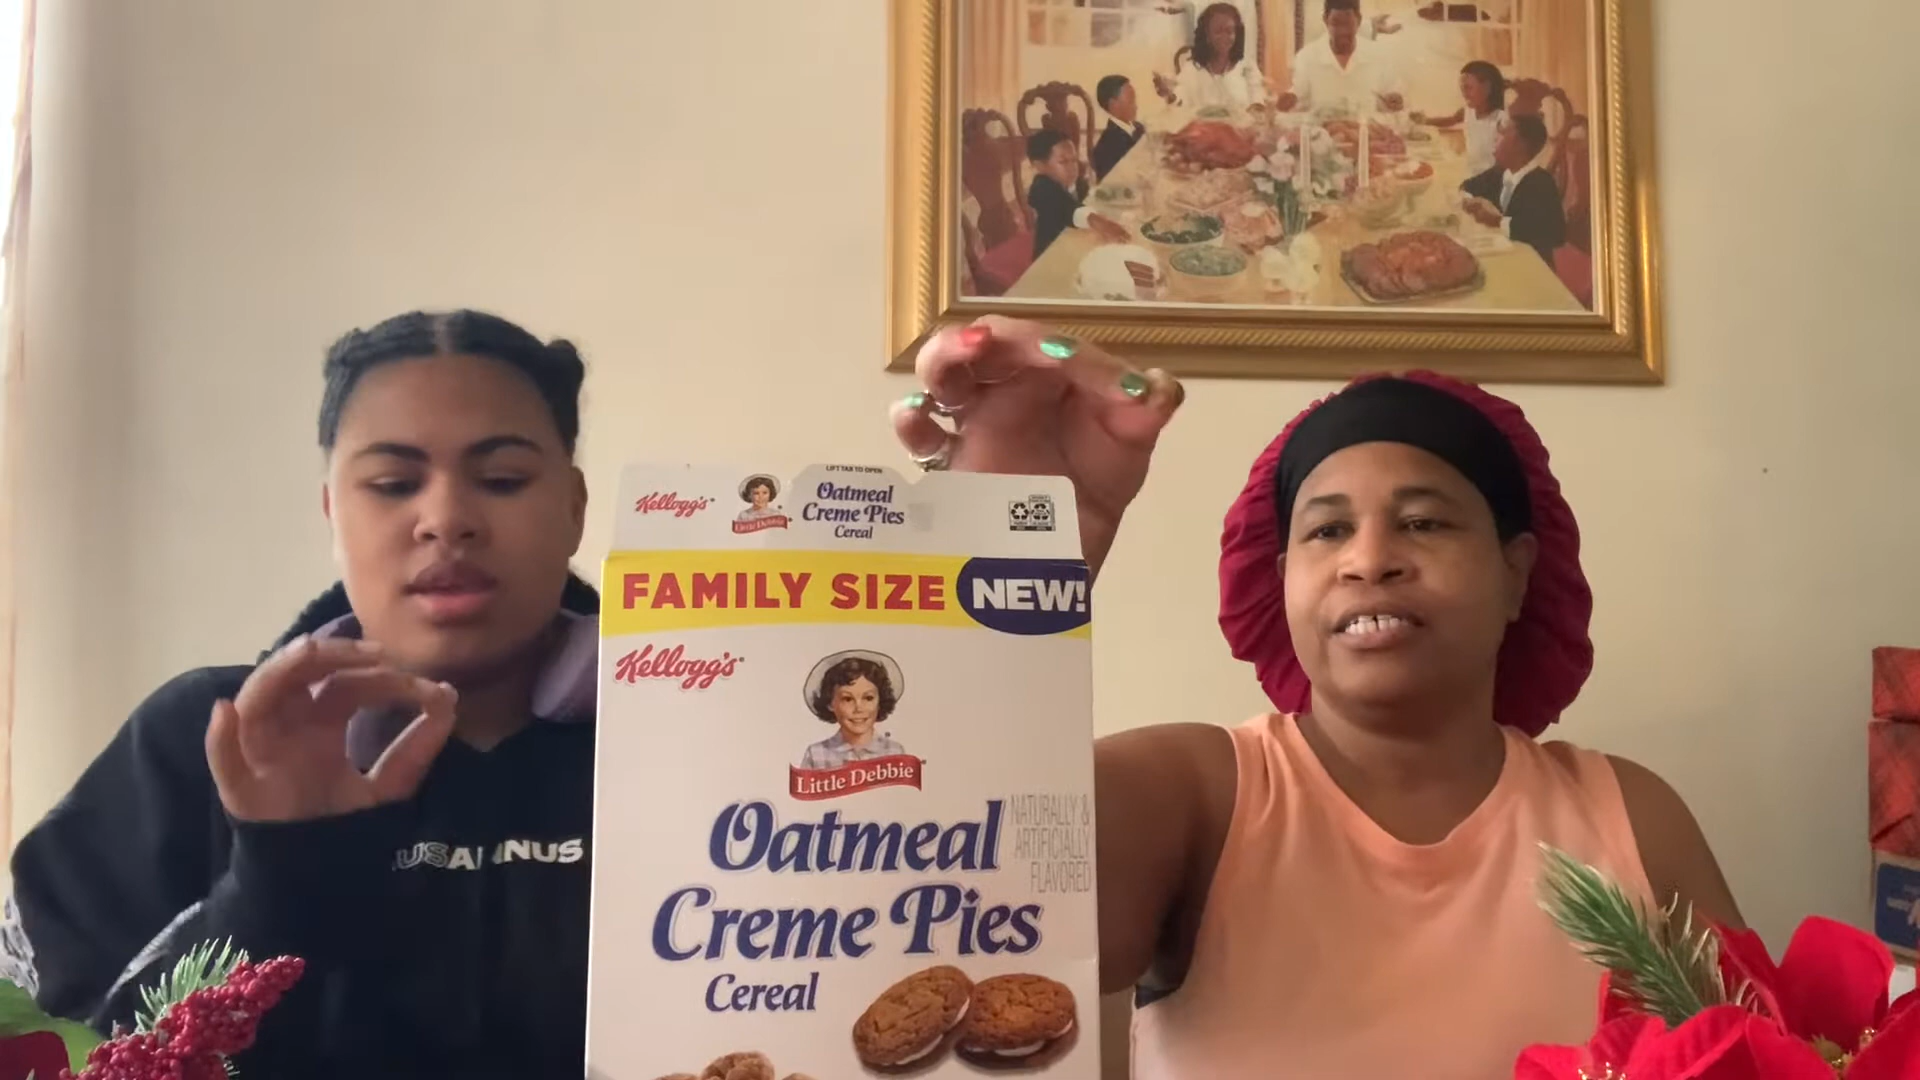 LIFT TAB TO OPEN
Kellogg's
Little Debbie
Oatmeal
Creme Pies
Cereal
FAMILY SIZE NEW!
Kellogg's
Little Debbie
Oatmeal
NATURALLY &
ARTIFICIALLY
FLAVORED
Creme Pies
Cereal